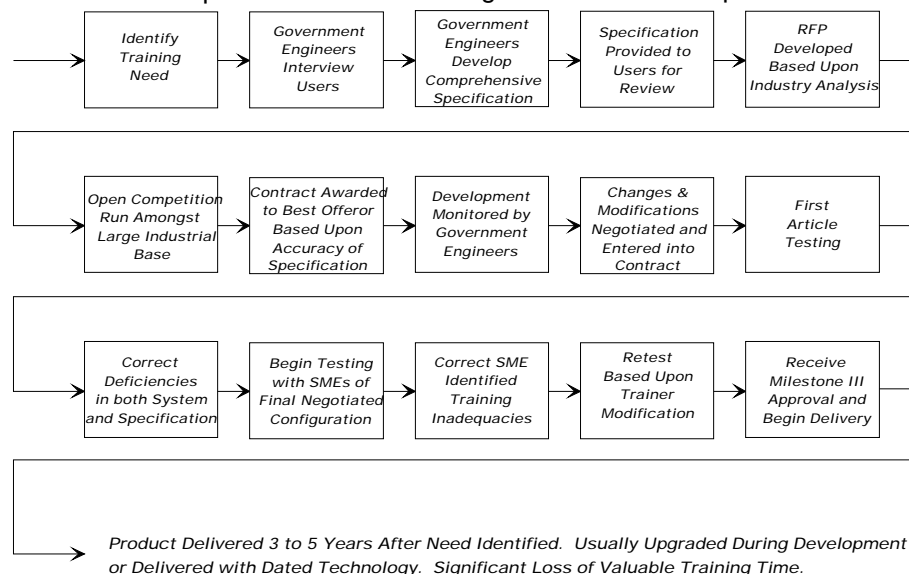 Identify
Training
Need
Government
Engineers
Interview
Users
Government
Engineers
Develop
Comprehensive
Specification
Specification
Provided to
Users for
Review
RFP
Developed
Based Upon
Industry Analysis
Open Competition
Run Amongst
Large Industrial
Base
Contract Awarded
to Best Offeror
Based Upon
Accuracy of
Specification
Development
Monitored by
Government
Engineers
Changes &
Modifications
Negotiated and
Entered into
Contract
First
Article
Testing
Correct
Deficiencies
in both System
and Specification
Begin Testing
with SMEs of
Final Negotiated
Configuration
Correct SME
Identified
Training
Inadequacies
Retest
Based Upon
Trainer
Modification
Receive
Milestone III
Approval and
Begin Delivery
Product Delivered 3 to 5 Years After Need Identified. Usually Upgraded During Development
or Delivered with Dated Technology. Significant Loss of Valuable Training Time.